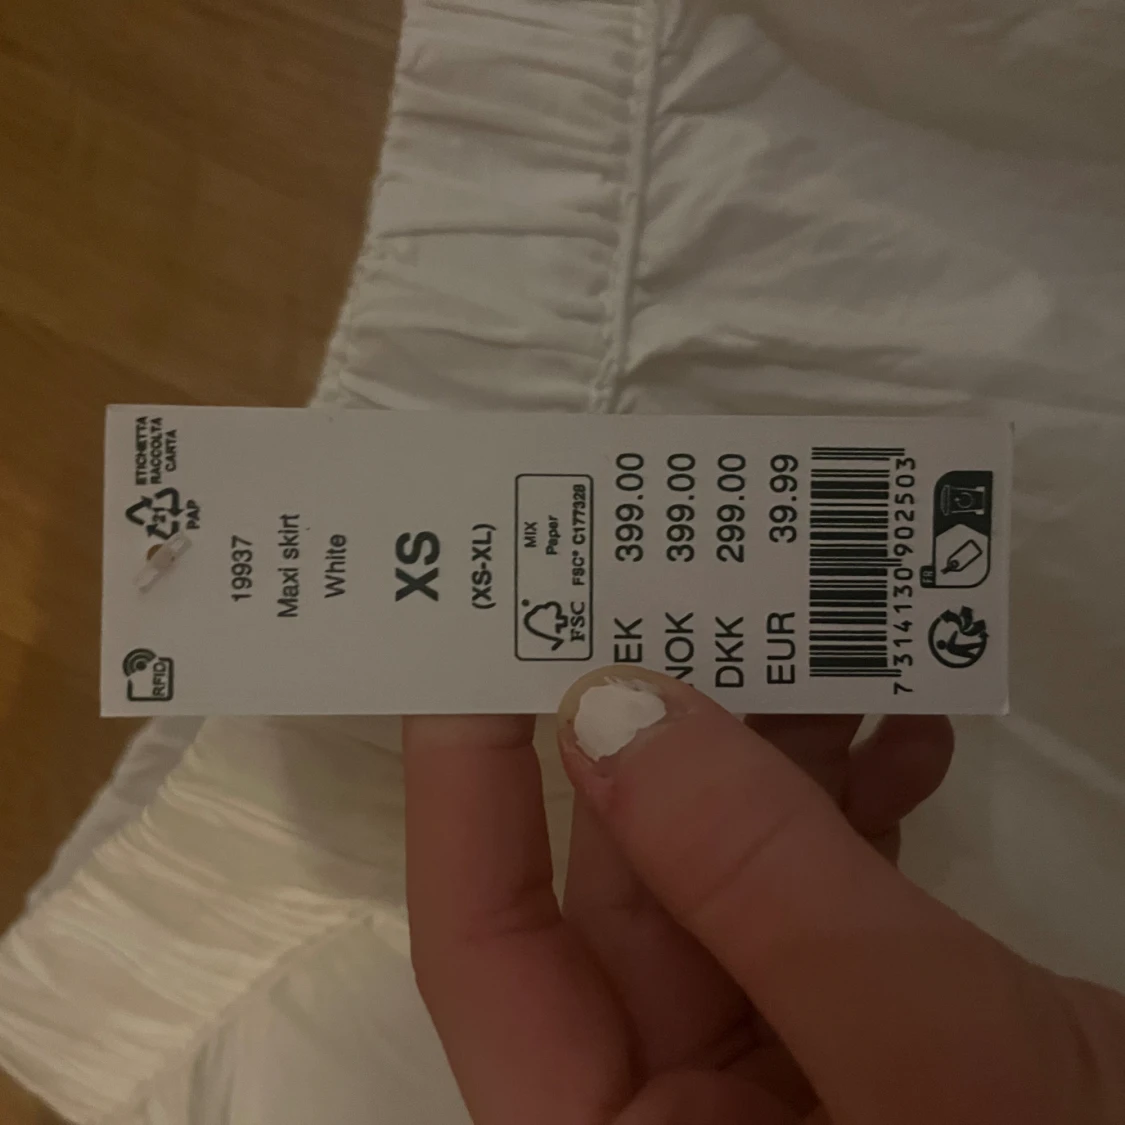 ETICHETTA
RACCOLTA
CARTA
21
PAP
RFID
19937
Maxi skirt
White
XS
(XS-XL)
MIX
Paper
FSC
FSC® C177328
EK 399.00
NOK 399.00
DKK 299.00
EUR 39.99
7 314130 902503
FR